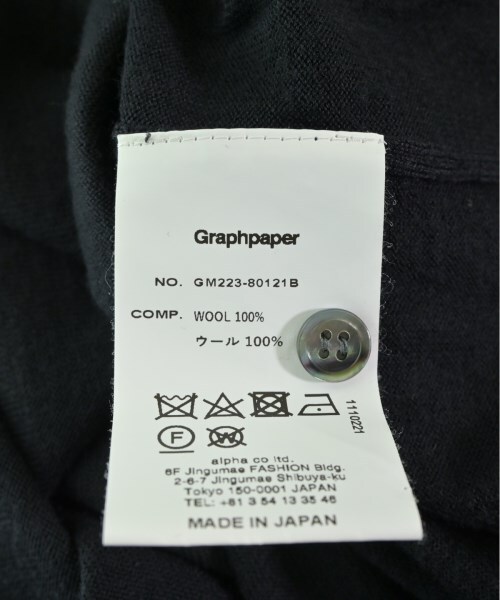 Graphpaper
NO. GM223-80121B
COMP. WOOL 100%
ウール 100%
1110221
F
W
alpha co ltd.
6F Jingumae FASHION Bldg.
2-6-7 Jingumae Shibuya-ku
Tokyo 150-0001 JAPAN
TEL: +81 3 54 13 35 46
MADE IN JAPAN